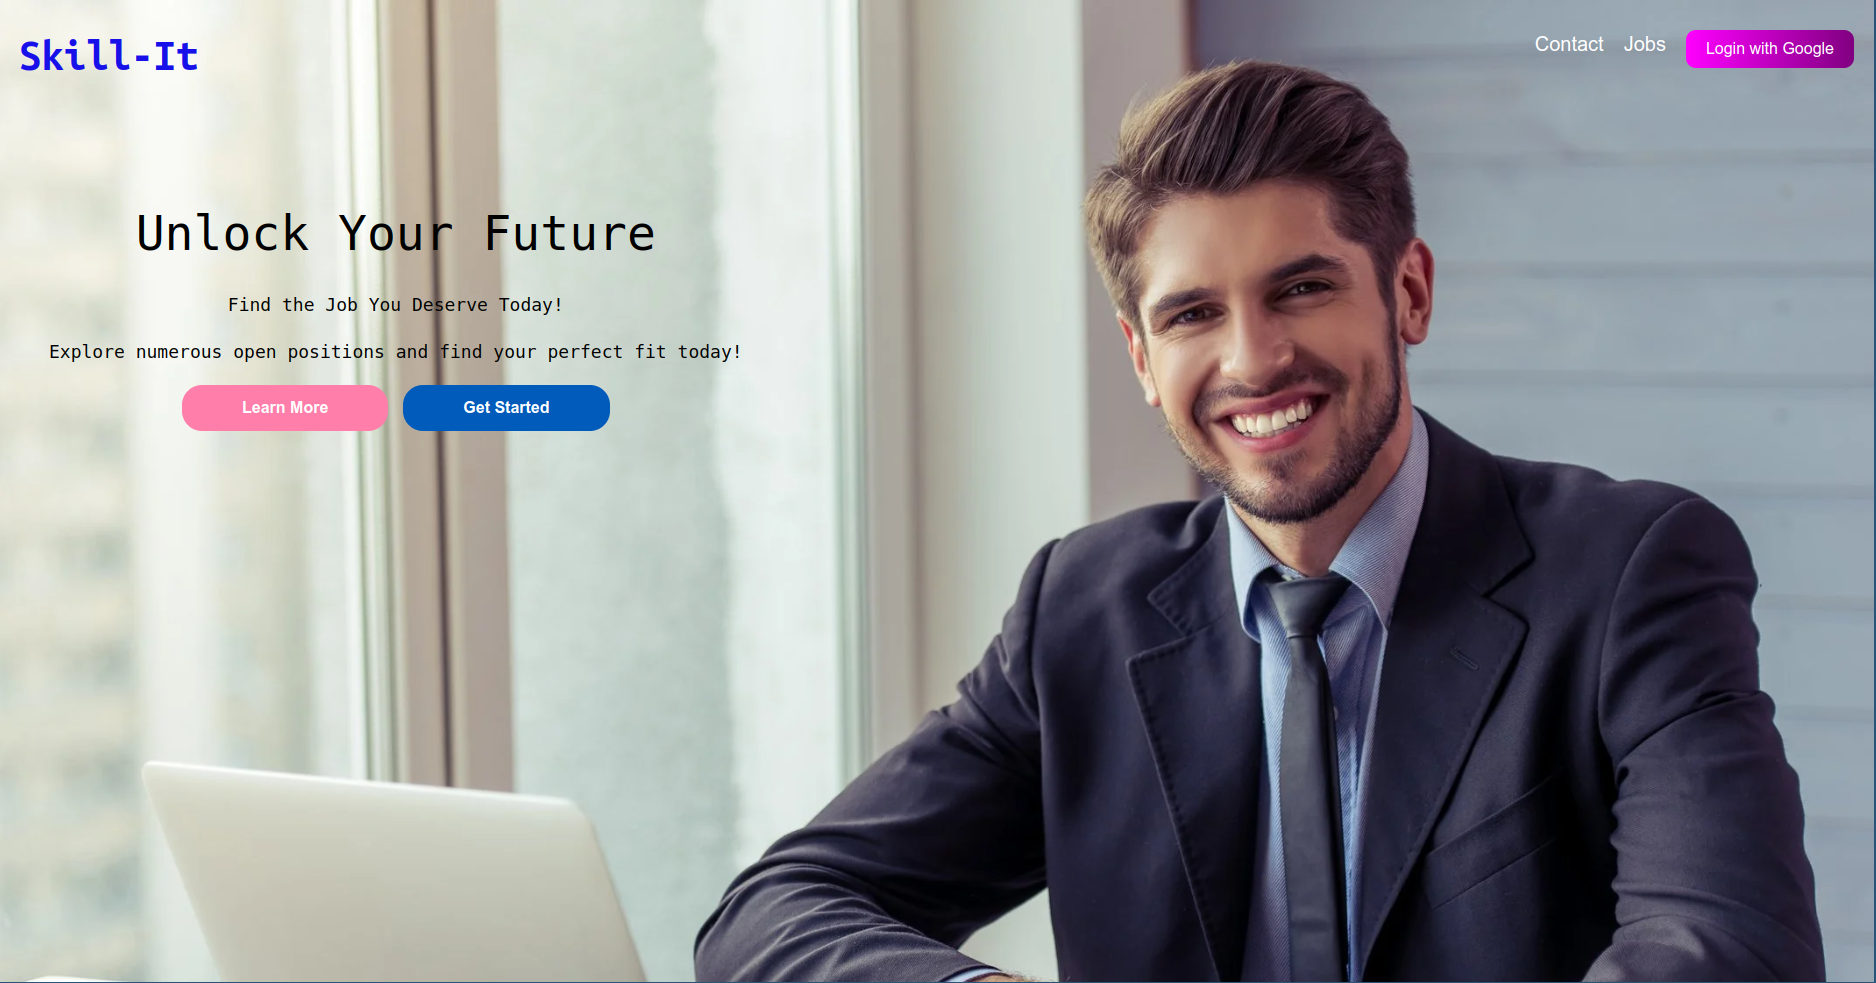 Skill-It
Contact Jobs Login with Google
Unlock Your Future
Find the Job You Deserve Today!
Explore numerous open positions and find your perfect fit today!
Learn More Get Started